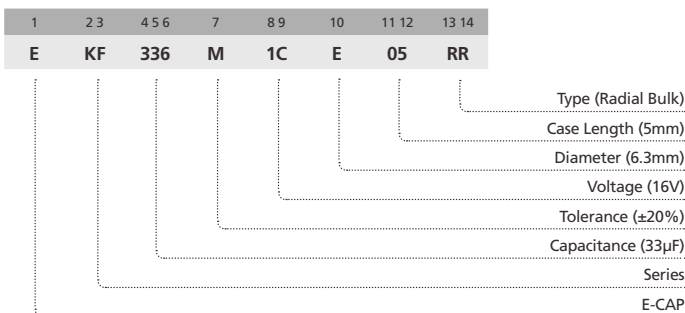 1 2 3 4 5 6 7 8 9 10 11 12 13 14
E KF 336 M 1C E 05 RR
Type (Radial Bulk)
Case Length (5mm)
Diameter (6.3mm)
Voltage (16V)
Tolerance (±20%)
Capacitance (33μF)
Series
E-CAP